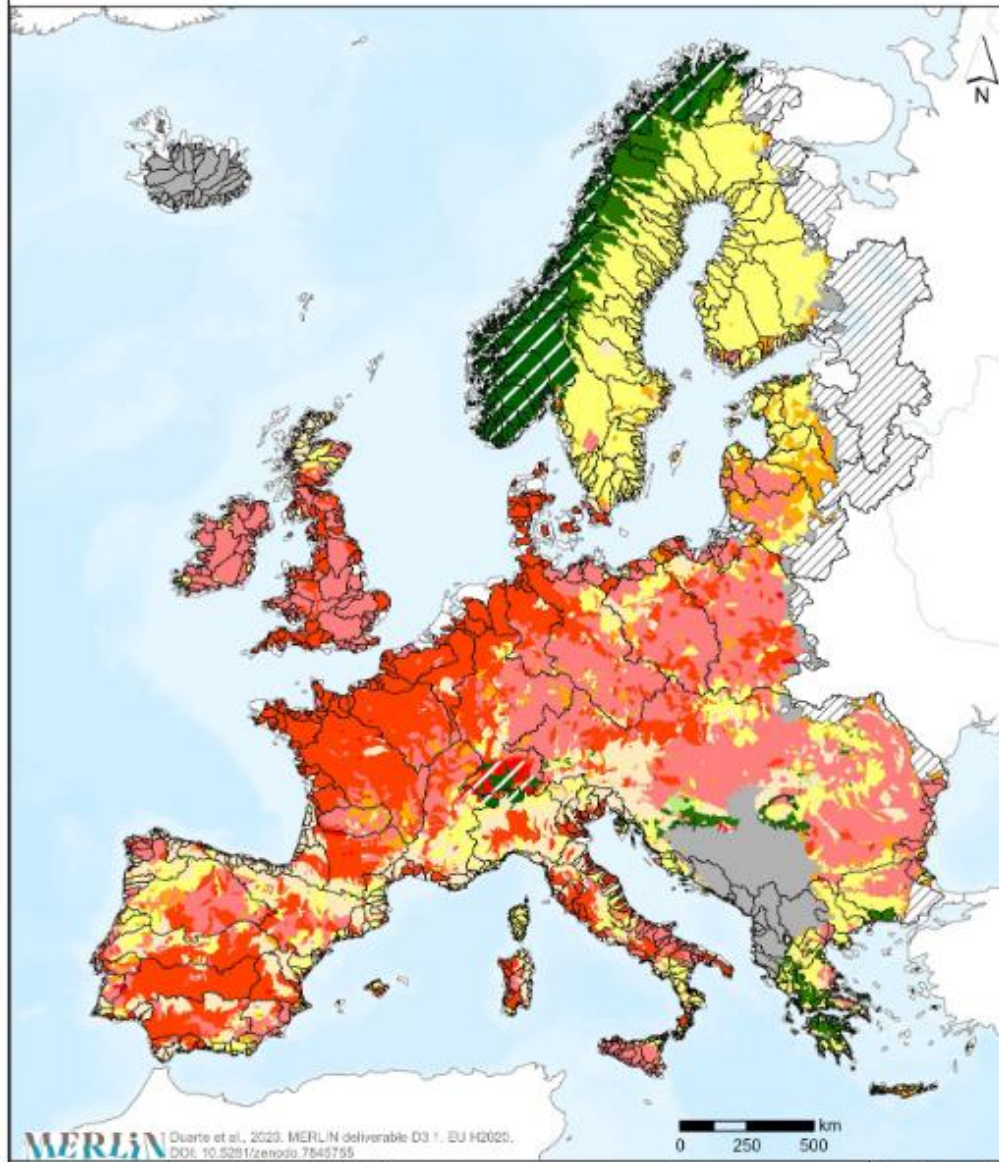 N
MERLIN
Duarte et al., 2023. MERLIN deliverable D3.1. EU H2020.
DOI: 10.5281/zenodo.7845755
km
0 250 500